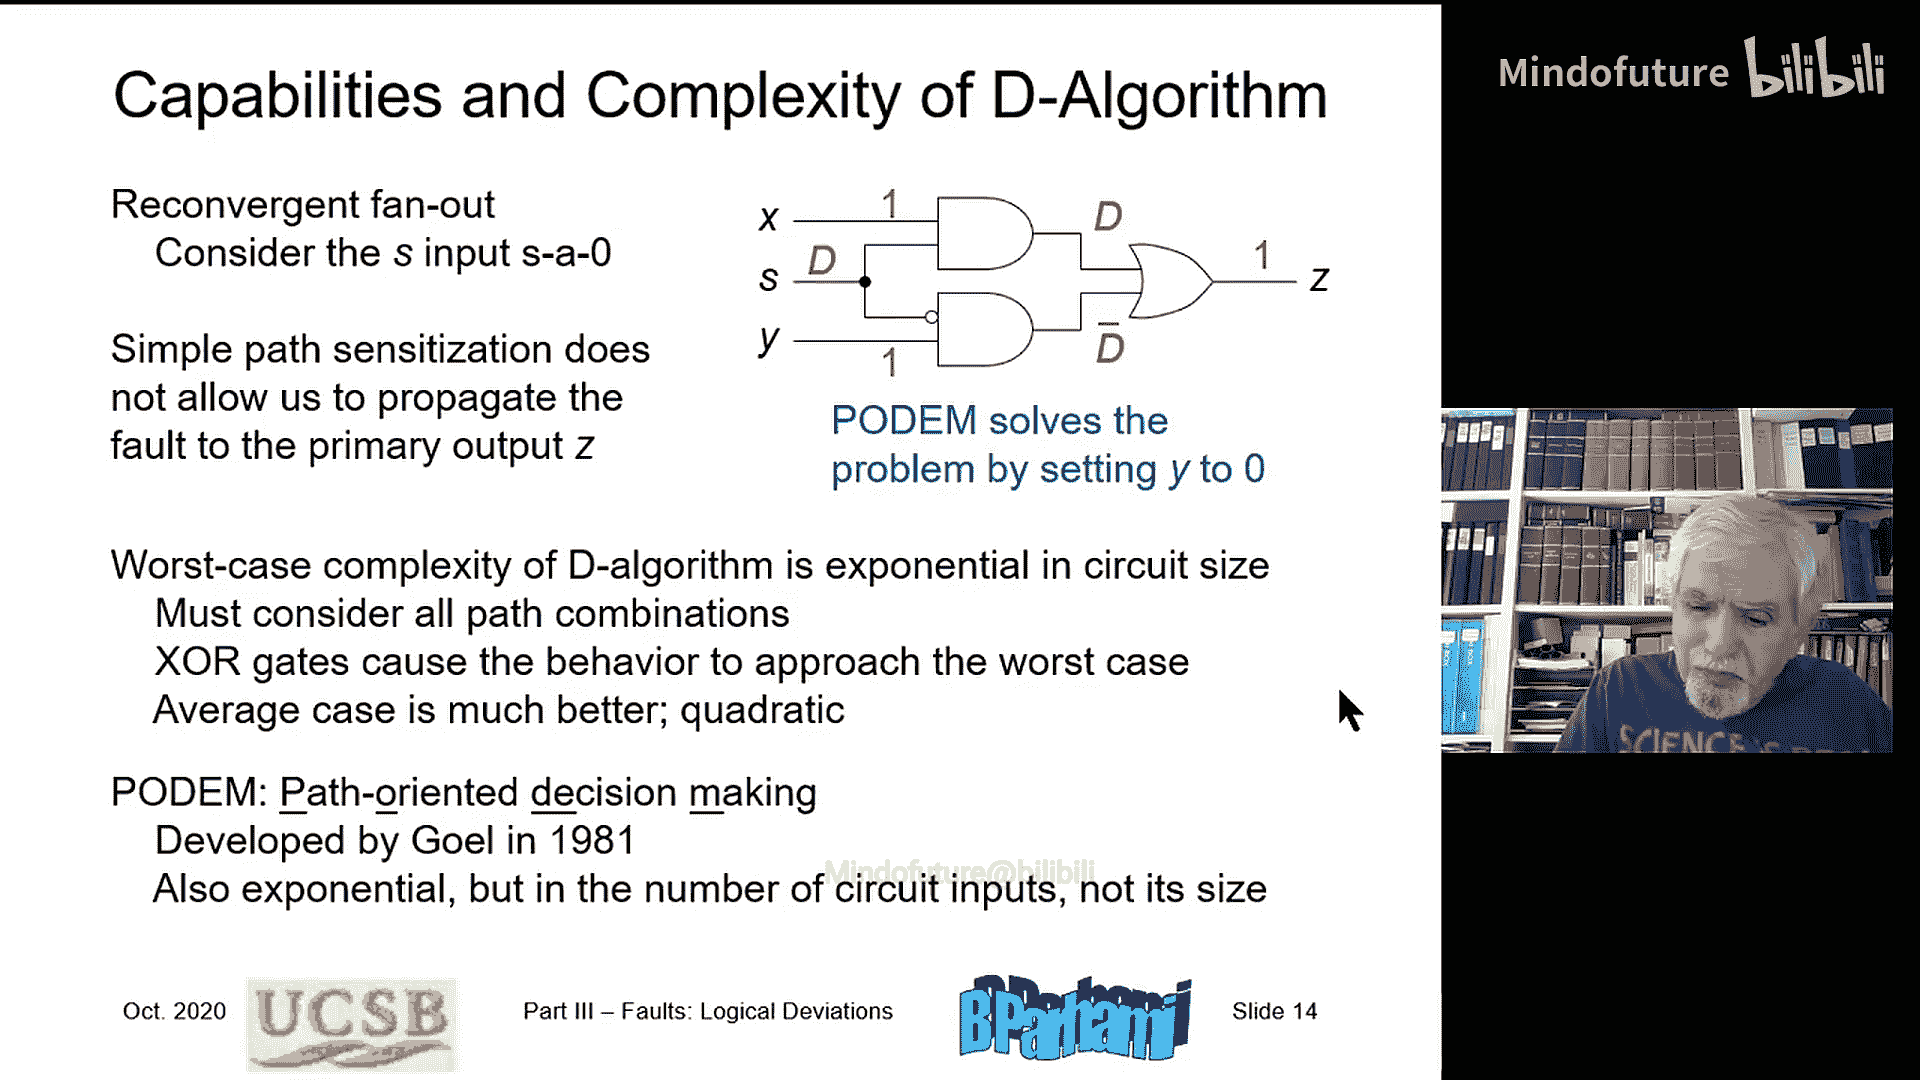 Capabilities and Complexity of D-Algorithm
Mindofuture bilibili
Reconvergent fan-out
Consider the s input s-a-0
Simple path sensitization does
not allow us to propagate the
fault to the primary output z
x 1 D
s D 1 z
y 1 D̅
PODEM solves the
problem by setting y to 0
Worst-case complexity of D-algorithm is exponential in circuit size
Must consider all path combinations
XOR gates cause the behavior to approach the worst case
Average case is much better; quadratic
PODEM: Path-oriented decision making
Developed by Goel in 1981
Mindofuture@bilibili
Also exponential, but in the number of circuit inputs, not its size
SCIENCE
Oct. 2020
UCSB
Part III – Faults: Logical Deviations
BParhami
Slide 14